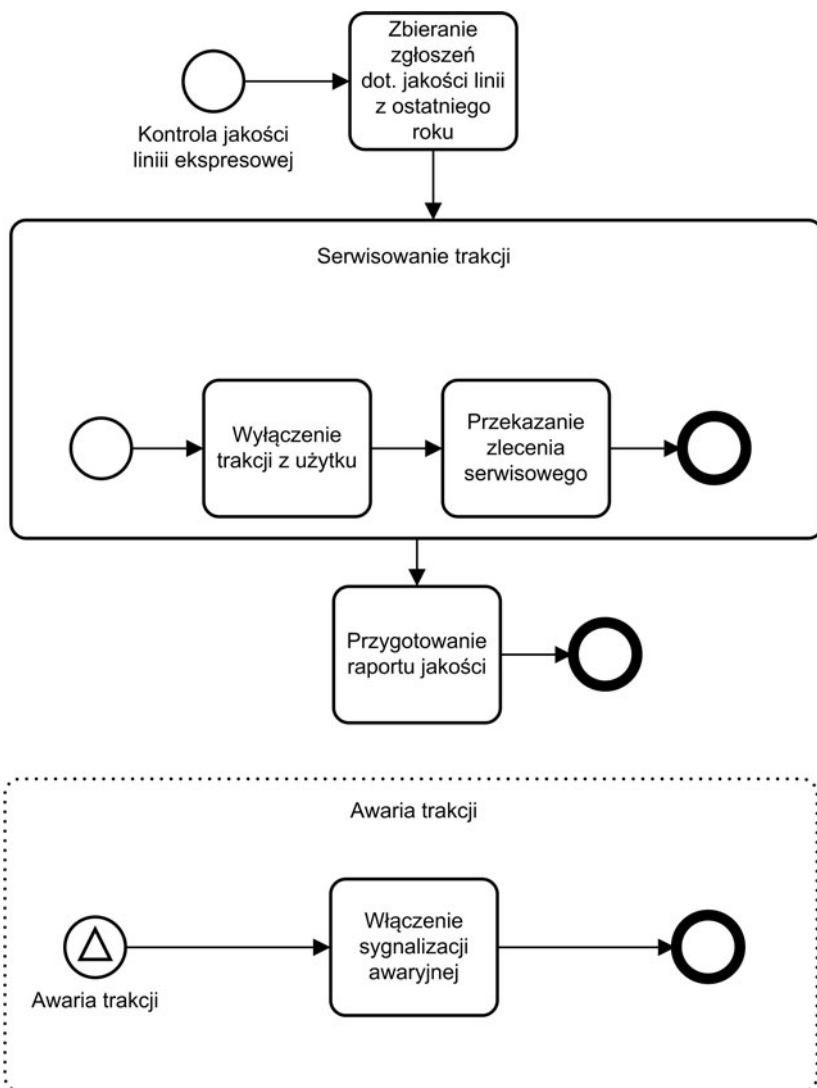 Zbieranie
zgłoszeń
dot. jakości linii
z ostatniego
roku
Kontrola jakości
liniii ekspresowej
Serwisowanie trakcji
Wyłączenie
trakcji z użytku
Przekazanie
zlecenia
serwisowego
Przygotowanie
raportu jakości
Awaria trakcji
Włączenie
sygnalizacji
awaryjnej
Awaria trakcji